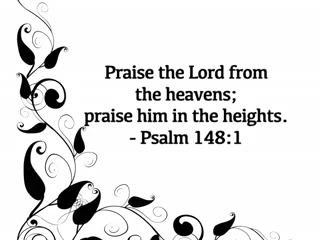 Praise the Lord from
the heavens;
praise him in the heights.
- Psalm 148:1